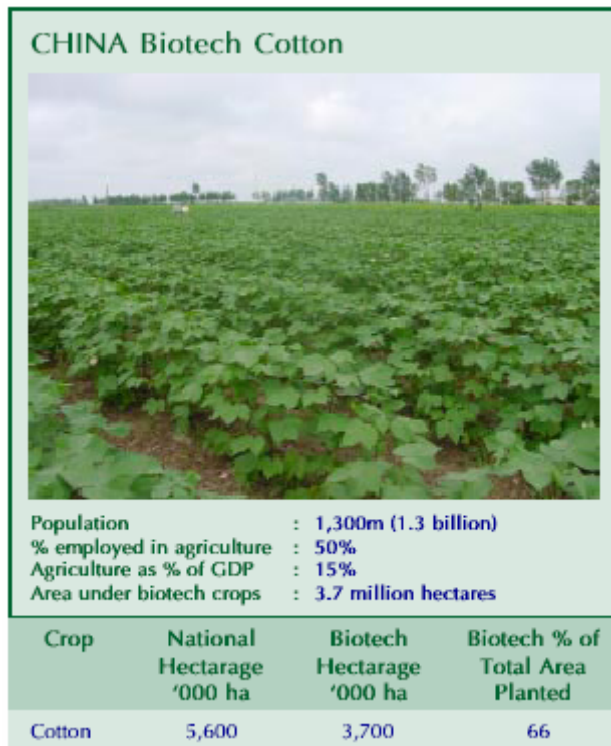 CHINA Biotech Cotton
Population : 1,300m (1.3 billion)
% employed in agriculture : 50%
Agriculture as % of GDP : 15%
Area under biotech crops : 3.7 million hectares
Crop National Hectarage '000 ha Biotech Hectarage '000 ha Biotech % of Total Area Planted
Cotton 5,600 3,700 66